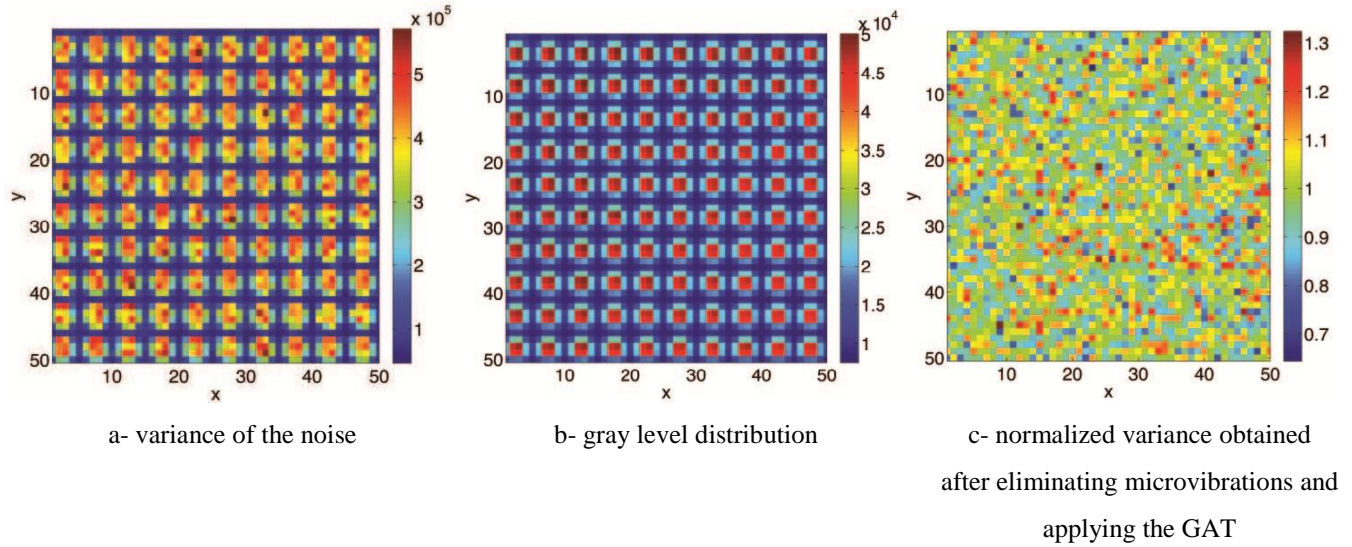 x 10⁵
5
4
3
2
1
10
20
30
40
50
y
10 20 30 40 50
x
a- variance of the noise
x 10⁴
5
4.5
4
3.5
3
2.5
2
1.5
1
10
20
30
40
50
y
10 20 30 40 50
x
b- gray level distribution
1.3
1.2
1.1
1
0.9
0.8
0.7
10
20
30
40
50
y
10 20 30 40 50
x
c- normalized variance obtained
after eliminating microvibrations and
applying the GAT